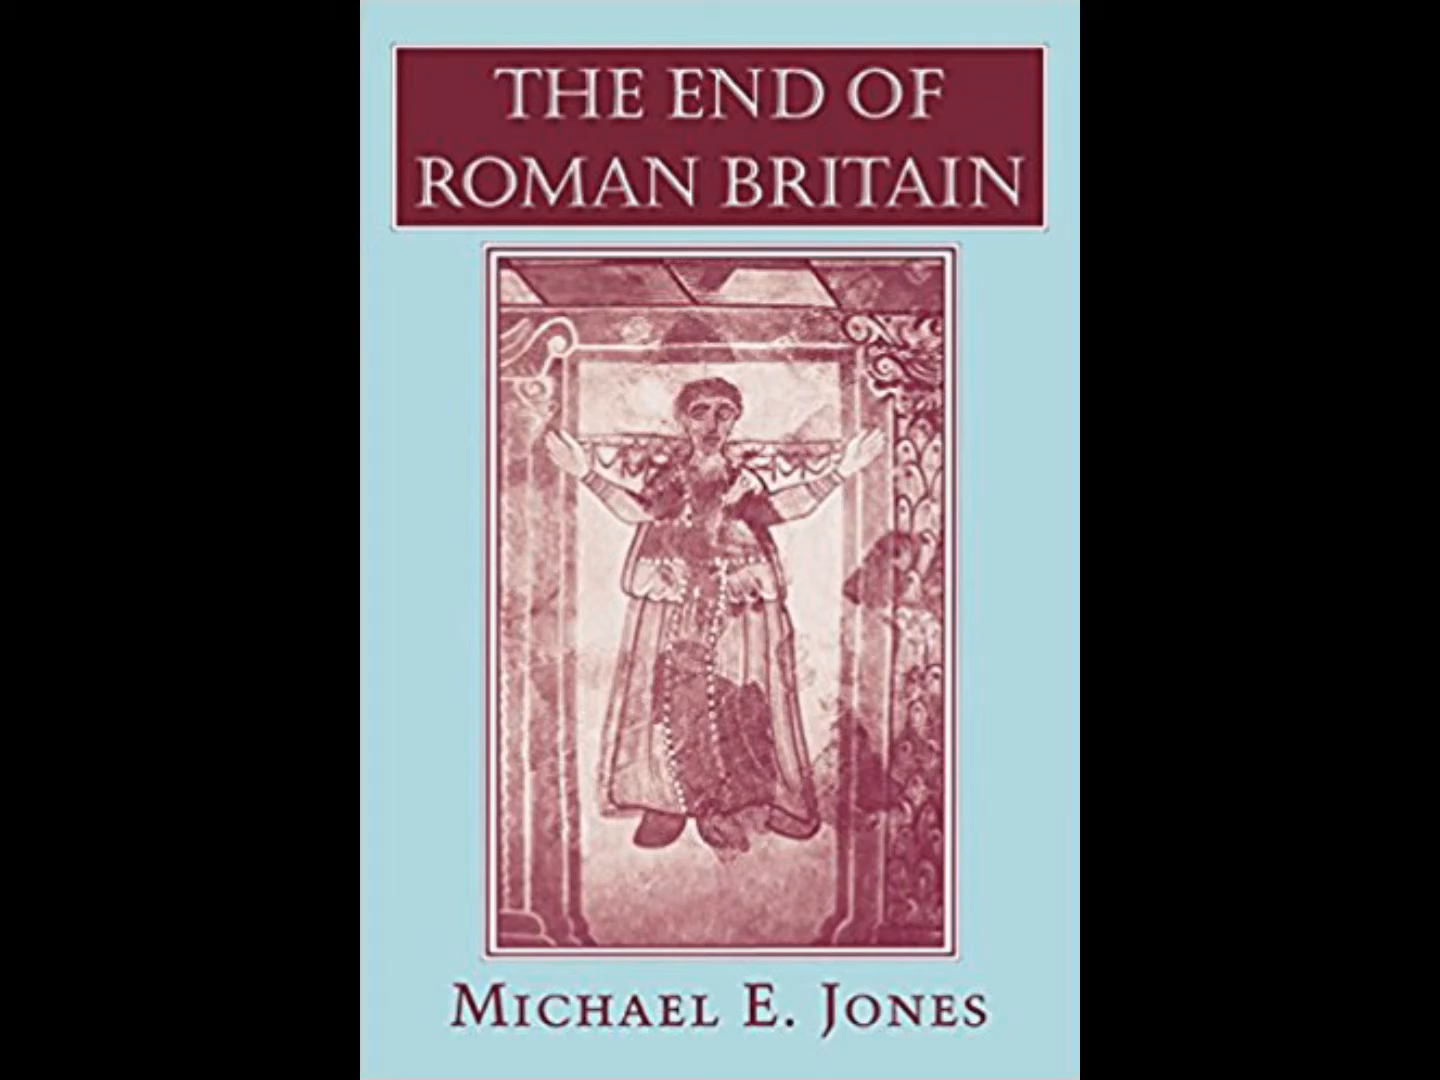 THE END OF
ROMAN BRITAIN
MICHAEL E. JONES